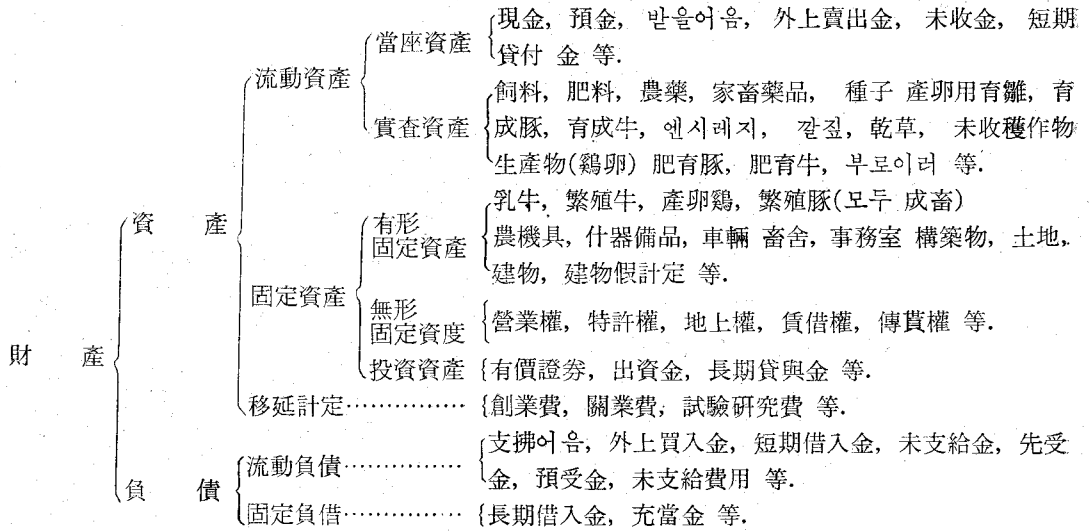 現金, 預金, 받을어음, 外上賣出金, 未收金, 短期
當座資產
貸付 金 等.
流動資產
飼料, 肥料, 農藥, 家畜藥品, 種子 產卵用育雛, 育
實査資產
成豚, 育成牛, 엔시레지, 깔짚, 乾草, 未收穫作物
生產物(鷄卵) 肥育豚, 肥育牛, 부로이러 等.
資 產
乳牛, 繁殖牛, 產卵鷄, 繁殖豚(모두 成畜)
有形
固定資產
農機具, 什器備品, 車輛 畜舍, 事務室 構築物, 土地,
建物, 建物假計定 等.
固定資產
無形
固定資度
營業權, 特許權, 地上權, 賃借權, 傳貰權 等.
財 產
投資資產 {有價證券, 出資金, 長期貸與金 等.
移延計定…………… {創業費, 關業費, 試驗硏究費 等.
支拂어음, 外上買入金, 短期借入金, 未支給金, 先受
流動負債……………
金, 預受金, 未支給費用 等.
負 債
固定負借…………… {長期借入金, 充當金 等.